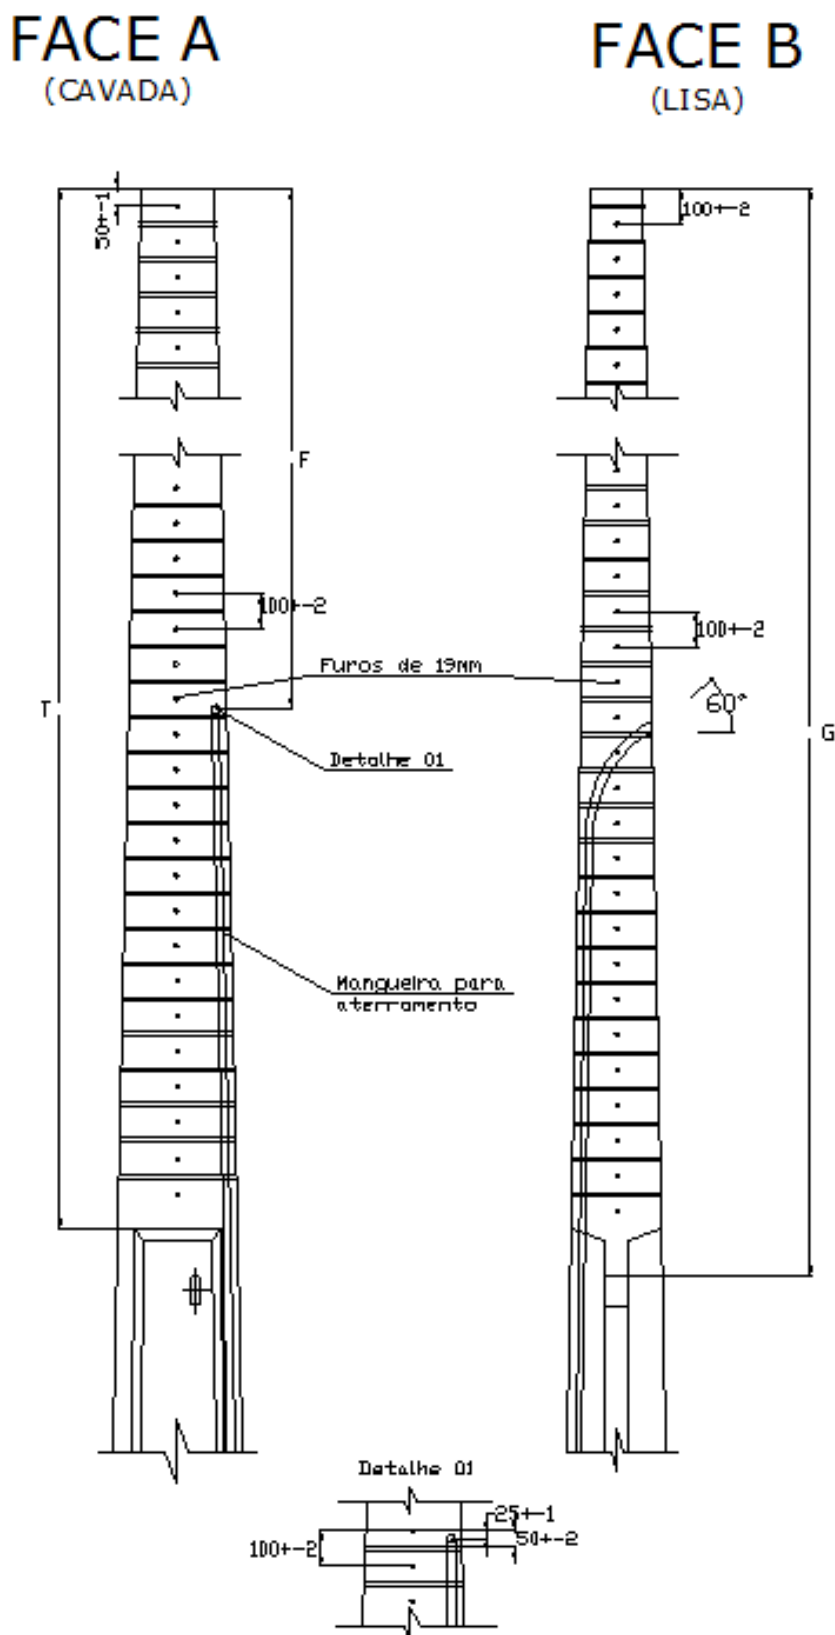 FACE A
(CAVADA)
FACE B
(LISA)
50+-1
100+-2
F
100+-2
100+-2
Furos de 19mm
60°
T
G
Detalhe 01
Mangueira para
aterramento
Detalhe 01
25+-1
100+-2
50+-2